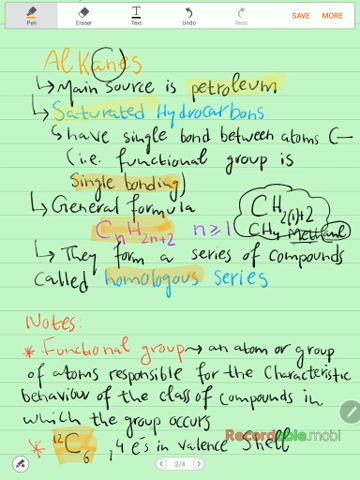 Pen
Eraser
Text
Undo
Redo
SAVE
MORE
Alkanes
↳ Main source is petroleum
↳ Saturated Hydrocarbons
↳ have single bond between atoms C–
(i.e. functional group is
single bonding)
↳ General formula
CnH2n+2 n ≥ 1
CH2(1)+2
CH4 Methane
↳ They form a series of compounds
called homologous series
Notes:
* Functional group → an atom or group
of atoms responsible for the characteristic
behaviour of the class of compounds in
which the group occurs
Recordable.mobi
* ¹²C₆ , 4 e⁻s in valence shell
2/4